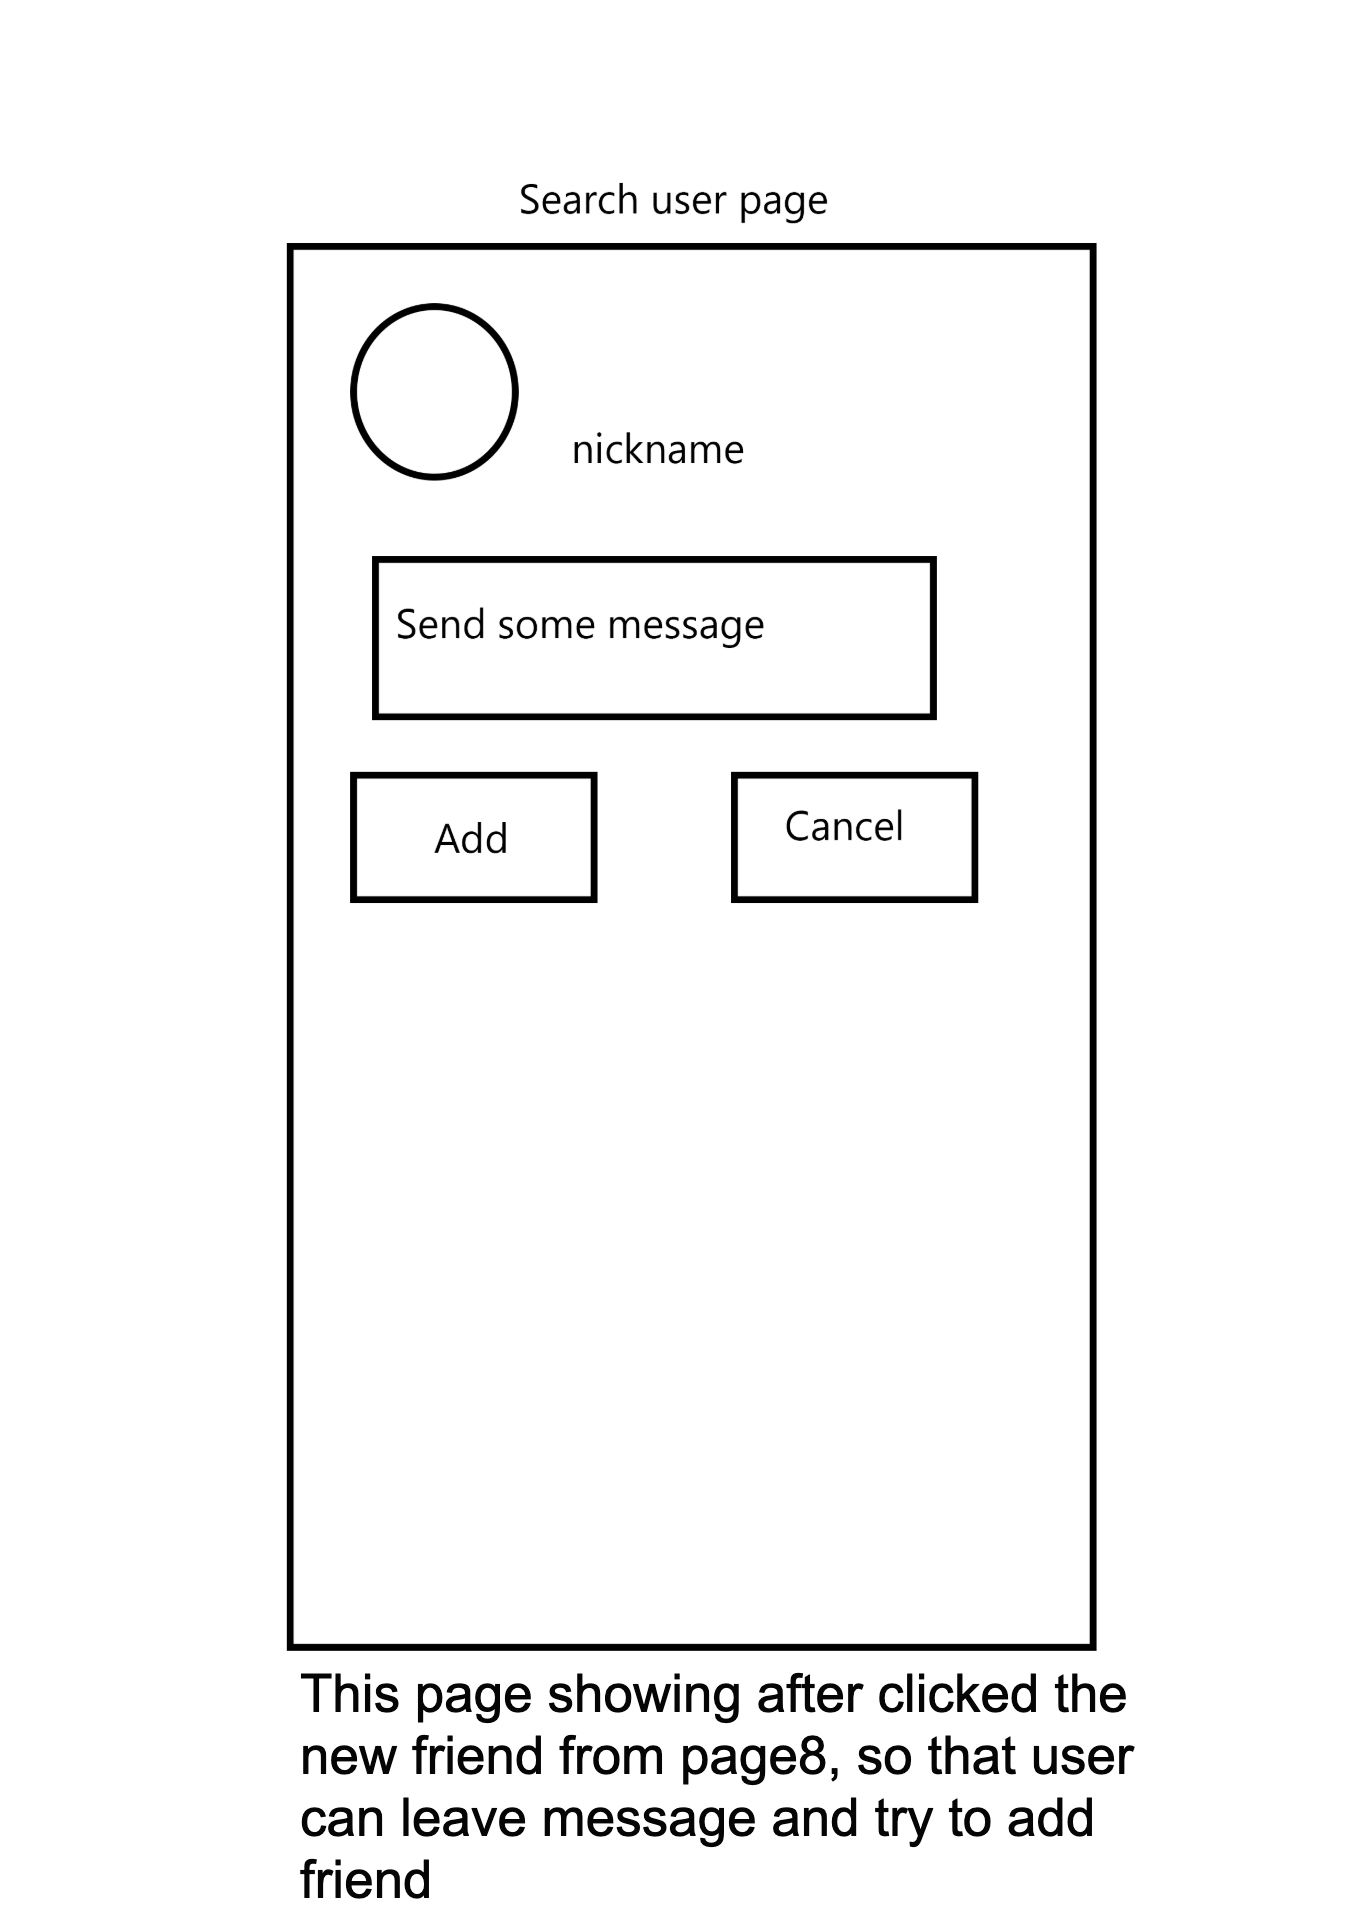 Search user page
nickname
Send some message
Add
Cancel
This page showing after clicked the
new friend from page8, so that user
can leave message and try to add
friend